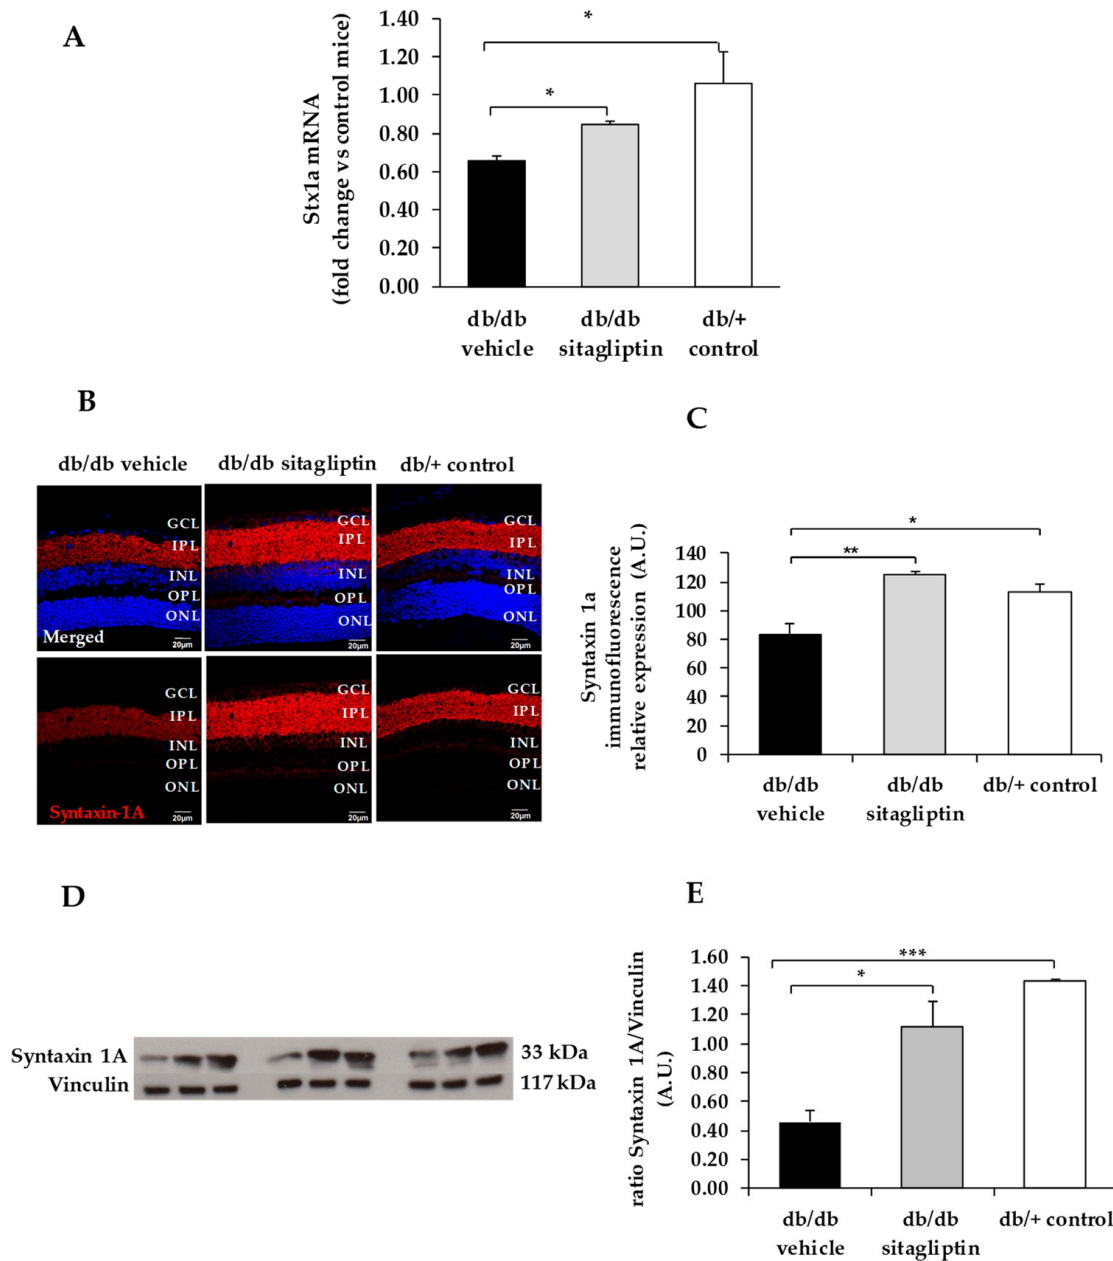 A
Stx1a mRNA
(fold change vs control mice)
1.40
1.20
1.00
0.80
0.60
0.40
0.20
0.00
*
*
db/db
vehicle
db/db
sitagliptin
db/+
control
B
db/db vehicle
db/db sitagliptin
db/+ control
GCL
IPL
INL
OPL
ONL
Merged
20µm
GCL
IPL
INL
OPL
ONL
20µm
GCL
IPL
INL
OPL
ONL
20µm
GCL
IPL
INL
OPL
ONL
Syntaxin-1A
20µm
GCL
IPL
INL
OPL
ONL
20µm
GCL
IPL
INL
OPL
ONL
20µm
C
Syntaxin 1a
immunofluorescence
relative expression (A.U.)
140
120
100
80
60
40
20
0
*
**
db/db
vehicle
db/db
sitagliptin
db/+ control
D
Syntaxin 1A
33 kDa
Vinculin
117 kDa
E
ratio Syntaxin 1A/Vinculin
(A.U.)
1.60
1.40
1.20
1.00
0.80
0.60
0.40
0.20
0.00
***
*
db/db
vehicle
db/db
sitagliptin
db/+ control